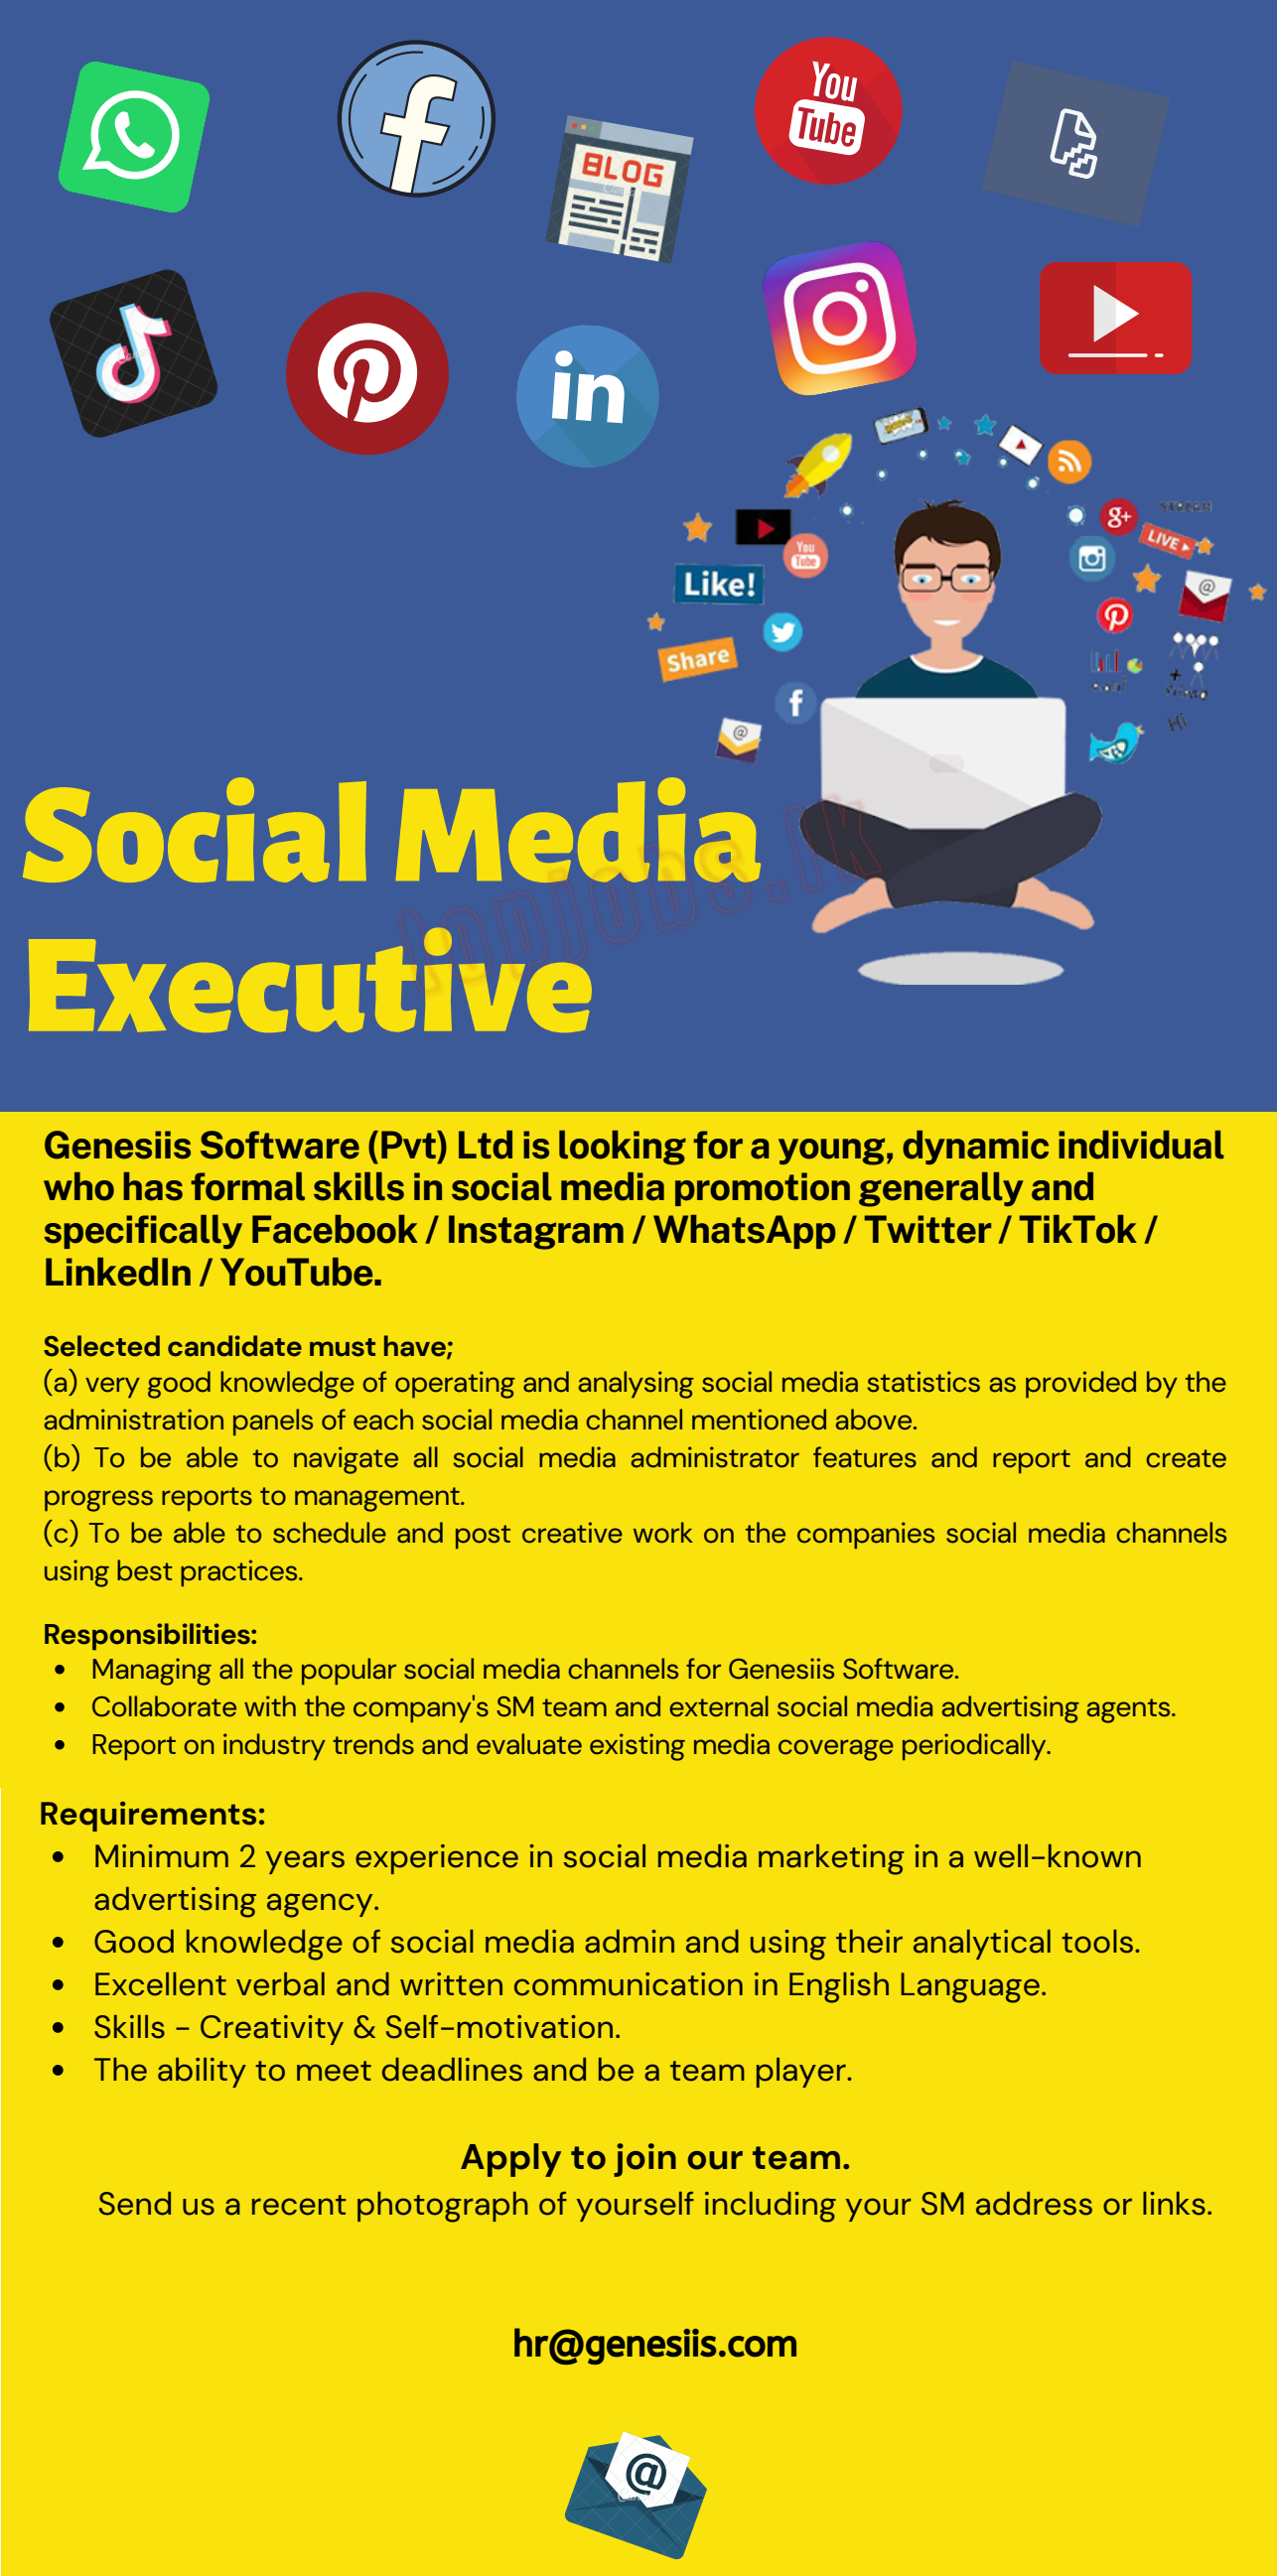 You
Tube
BLOG
in
STREAM
g+
LIVE
You
Tube
Like!
@
Share
f
@
Hi
Social Media
Executive
topjobs.lk
Genesiis Software (Pvt) Ltd is looking for a young, dynamic individual
who has formal skills in social media promotion generally and
specifically Facebook / Instagram / WhatsApp / Twitter / TikTok /
LinkedIn / YouTube.
Selected candidate must have;
(a) very good knowledge of operating and analysing social media statistics as provided by the
administration panels of each social media channel mentioned above.
(b) To be able to navigate all social media administrator features and report and create
progress reports to management.
(c) To be able to schedule and post creative work on the companies social media channels
using best practices.
Responsibilities:
• Managing all the popular social media channels for Genesiis Software.
• Collaborate with the company's SM team and external social media advertising agents.
• Report on industry trends and evaluate existing media coverage periodically.
Requirements:
• Minimum 2 years experience in social media marketing in a well-known
advertising agency.
• Good knowledge of social media admin and using their analytical tools.
• Excellent verbal and written communication in English Language.
• Skills - Creativity & Self-motivation.
• The ability to meet deadlines and be a team player.
Apply to join our team.
Send us a recent photograph of yourself including your SM address or links.
hr@genesiis.com
@